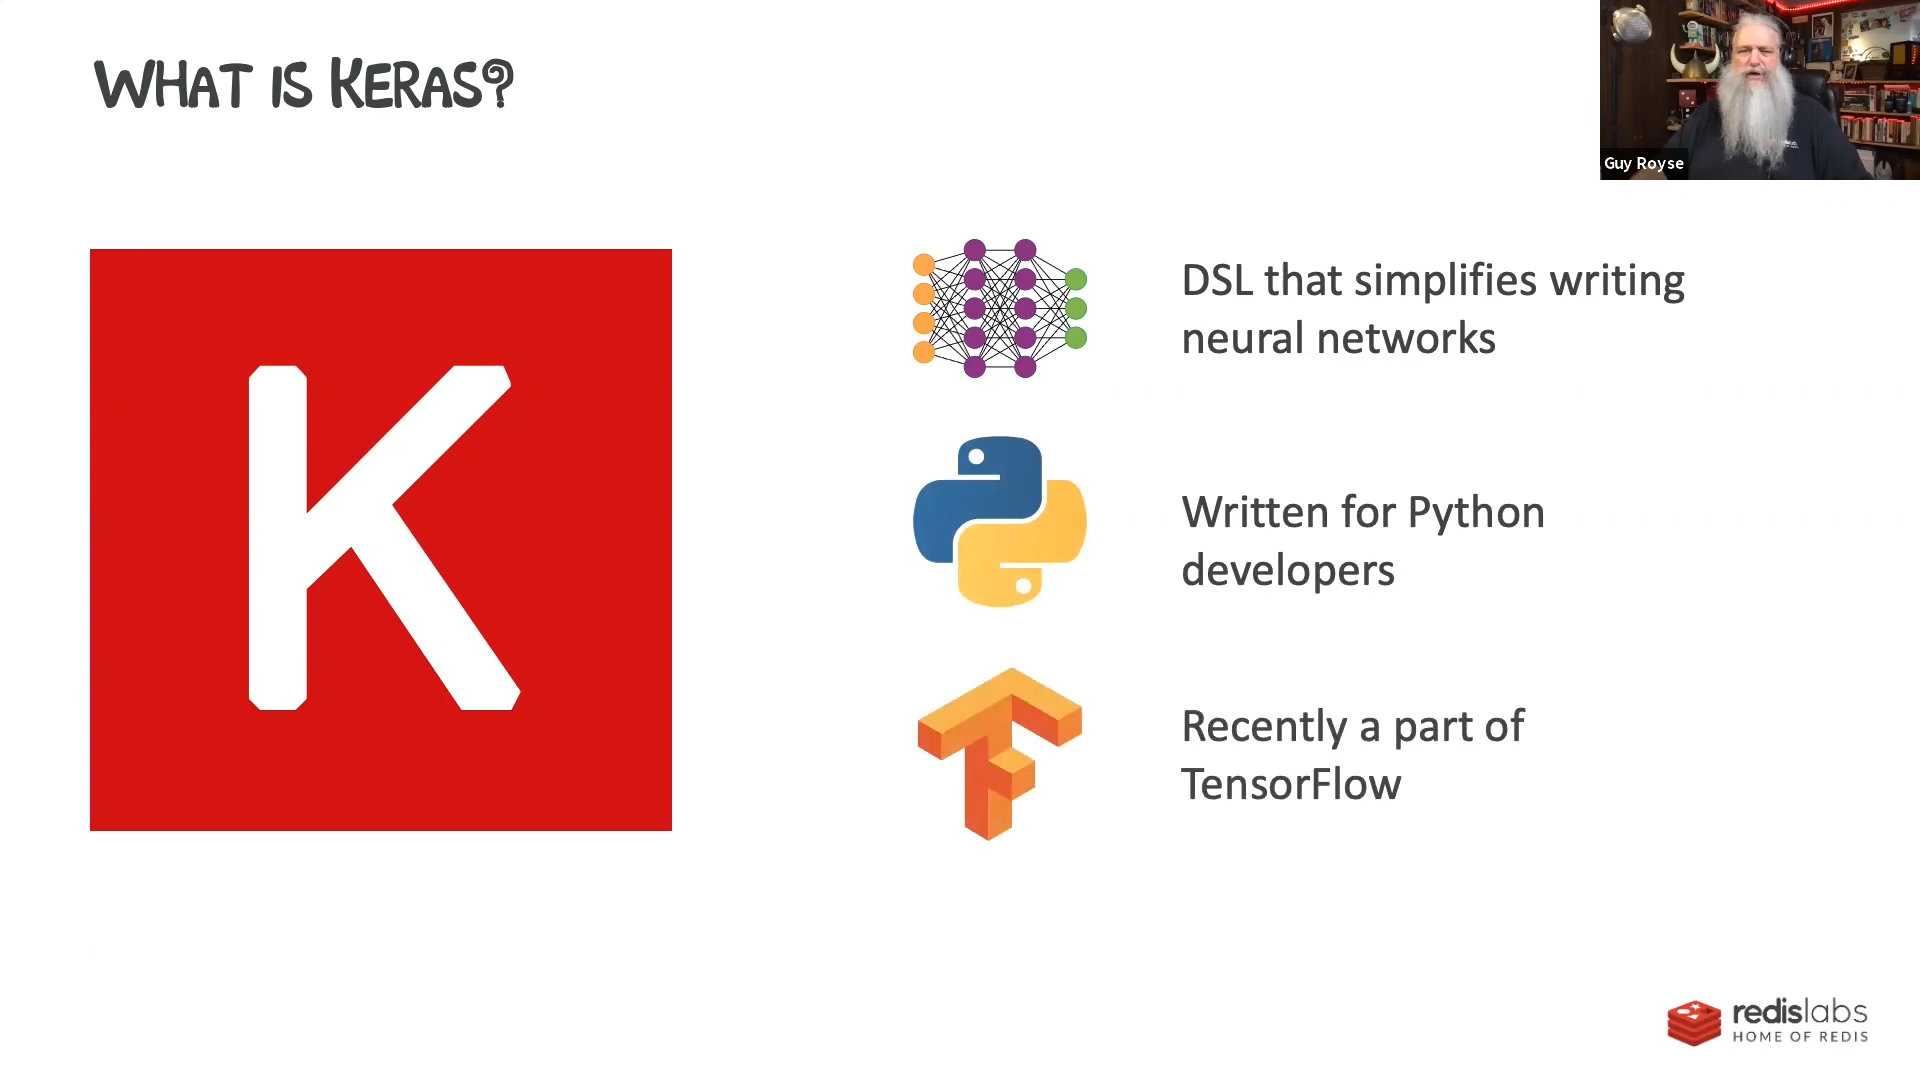 WHAT IS KERAS?
Guy Royse
K
DSL that simplifies writing
neural networks
Written for Python
developers
Recently a part of
TensorFlow
redislabs
HOME OF REDIS